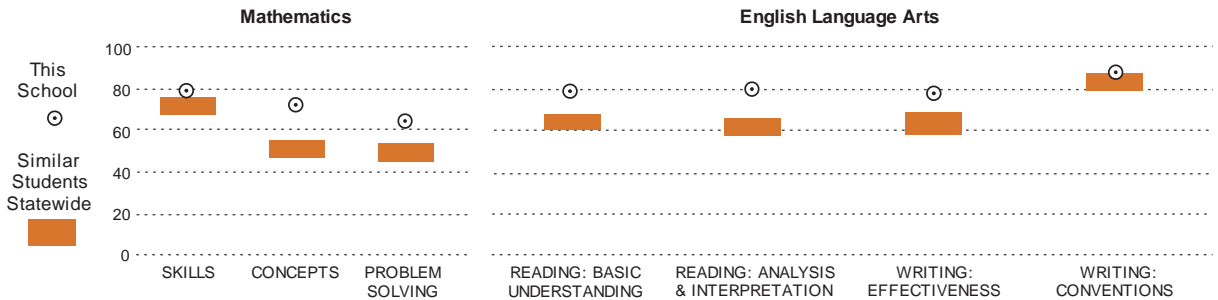 Mathematics
English Language Arts
This
School
Similar
Students
Statewide
100
80
60
40
20
0
SKILLS
CONCEPTS
PROBLEM
SOLVING
READING: BASIC
UNDERSTANDING
READING: ANALYSIS
& INTERPRETATION
WRITING:
EFFECTIVENESS
WRITING:
CONVENTIONS